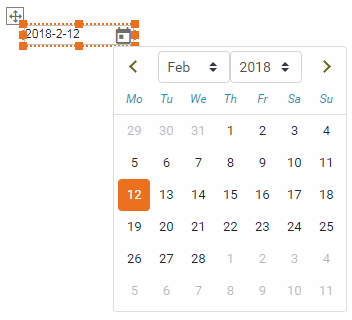 2018-2-12
Feb 2018
Mo Tu We Th Fr Sa Su
29 30 31 1 2 3 4
5 6 7 8 9 10 11
12 13 14 15 16 17 18
19 20 21 22 23 24 25
26 27 28 1 2 3 4
5 6 7 8 9 10 11